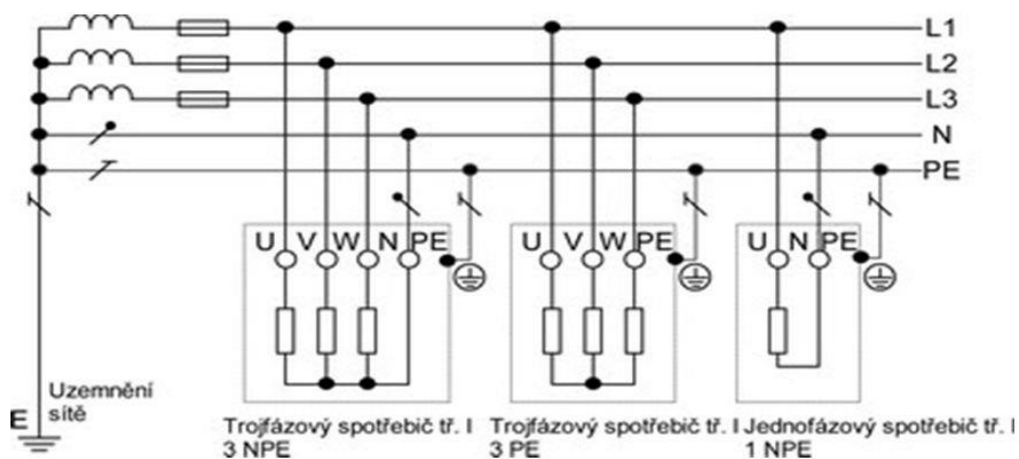 L1
L2
L3
N
PE
U V W N PE
U V W PE
U N PE
Uzemnění
sítě
E
Trojfázový spotřebič tř. I
3 NPE
Trojfázový spotřebič tř. I
3 PE
Jednofázový spotřebič tř. I
1 NPE